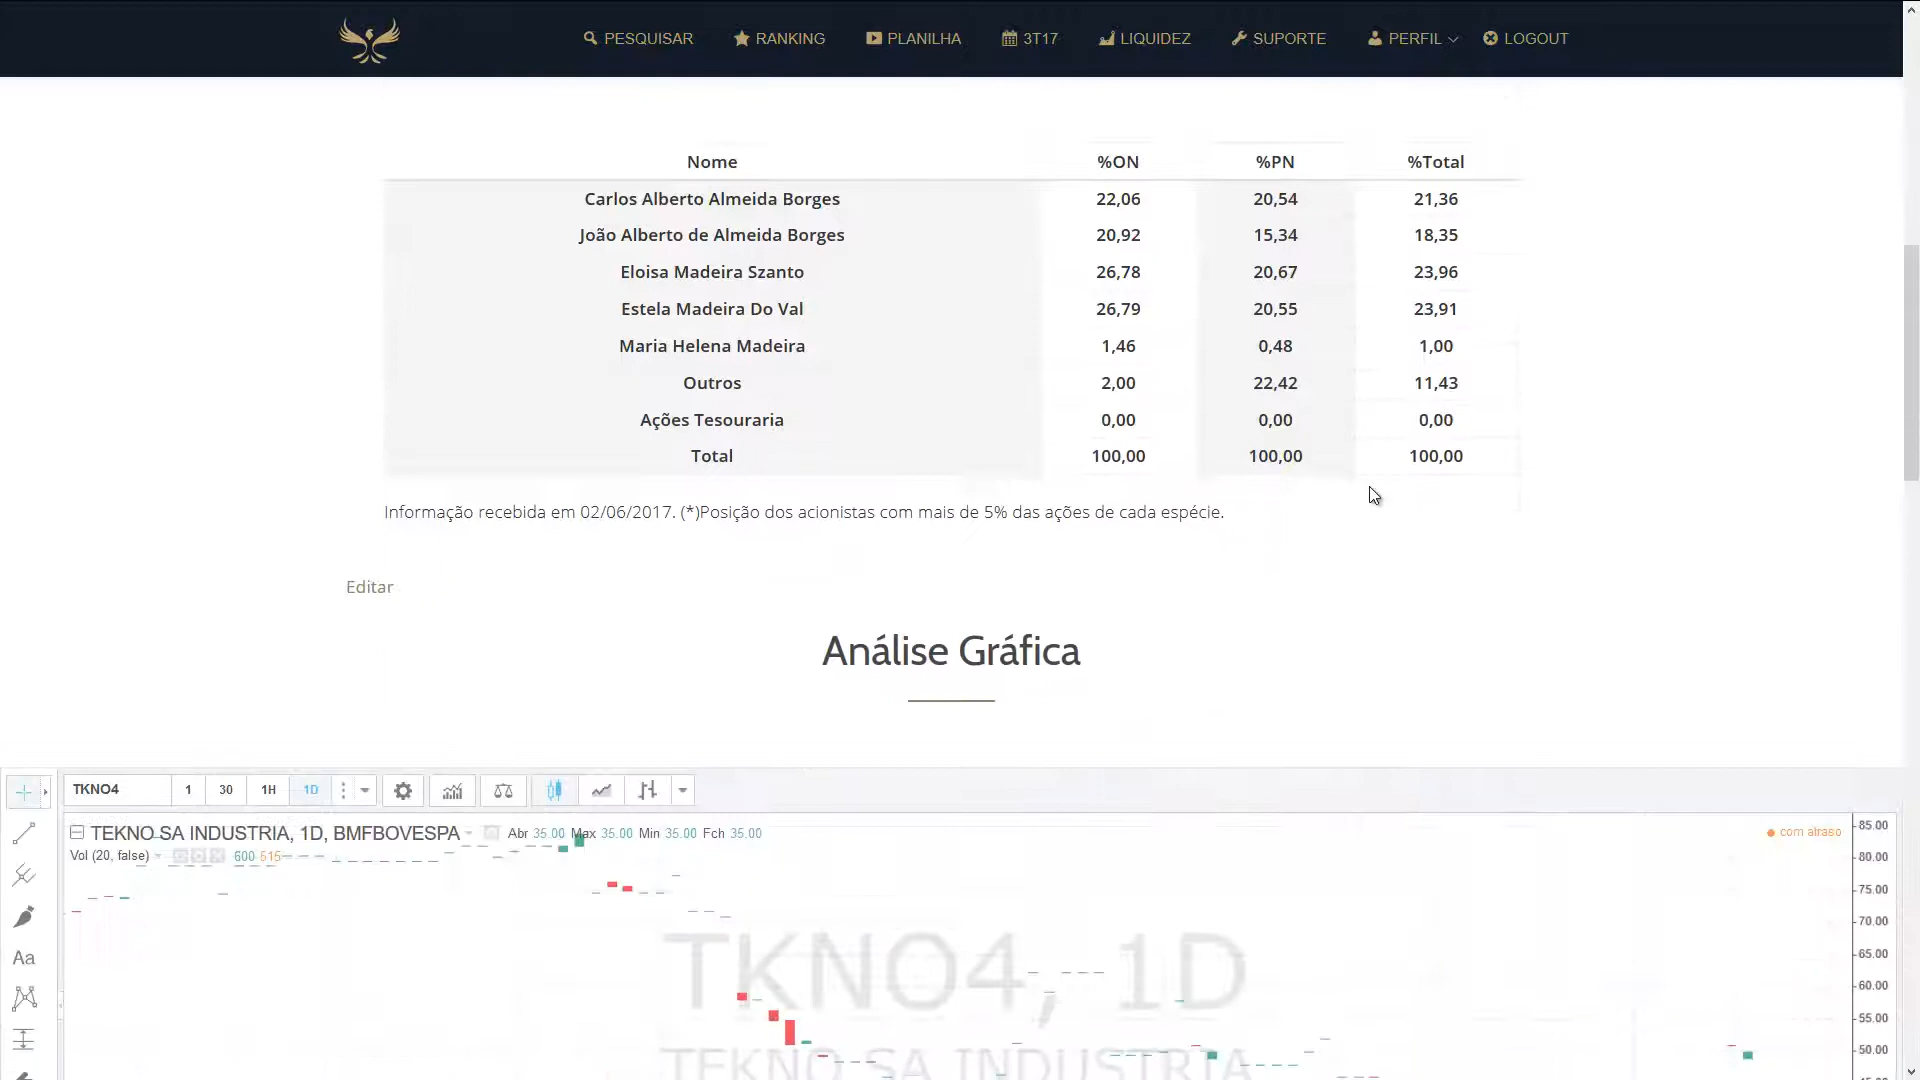 PESQUISAR RANKING PLANILHA 3T17 LIQUIDEZ SUPORTE PERFIL LOGOUT
Nome %ON %PN %Total
Carlos Alberto Almeida Borges 22,06 20,54 21,36
João Alberto de Almeida Borges 20,92 15,34 18,35
Eloisa Madeira Szanto 26,78 20,67 23,96
Estela Madeira Do Val 26,79 20,55 23,91
Maria Helena Madeira 1,46 0,48 1,00
Outros 2,00 22,42 11,43
Ações Tesouraria 0,00 0,00 0,00
Total 100,00 100,00 100,00
Informação recebida em 02/06/2017. (*)Posição dos acionistas com mais de 5% das ações de cada espécie.
Editar
Análise Gráfica
TKNO4 1 30 1H 1D
TEKNO SA INDUSTRIA, 1D, BMFBOVESPA Abr 35.00 Max 35.00 Min 35.00 Fch 35.00
com atraso
Vol (20, false) 600 515
85.00
80.00
75.00
70.00
65.00
60.00
55.00
50.00
Aa
TKNO4, 1D
TEKNO SA INDUSTRIA